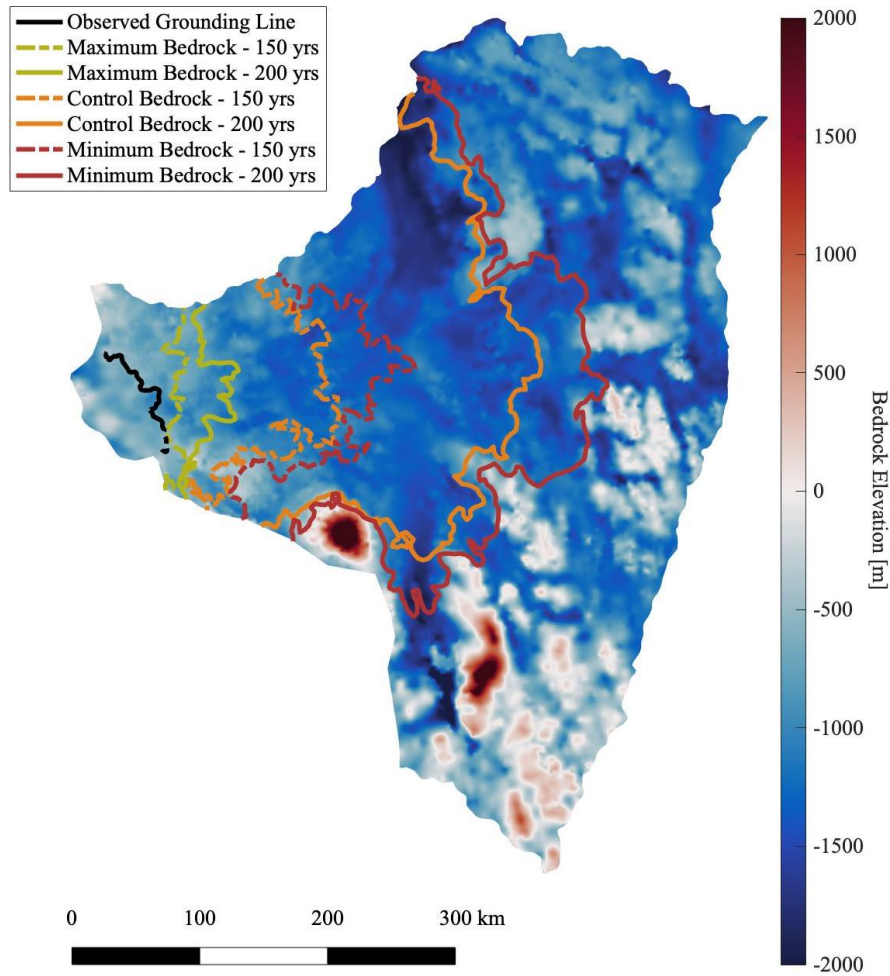 Observed Grounding Line
Maximum Bedrock - 150 yrs
Maximum Bedrock - 200 yrs
Control Bedrock - 150 yrs
Control Bedrock - 200 yrs
Minimum Bedrock - 150 yrs
Minimum Bedrock - 200 yrs
2000
1500
1000
500
0
-500
-1000
-1500
-2000
Bedrock Elevation [m]
0 100 200 300 km